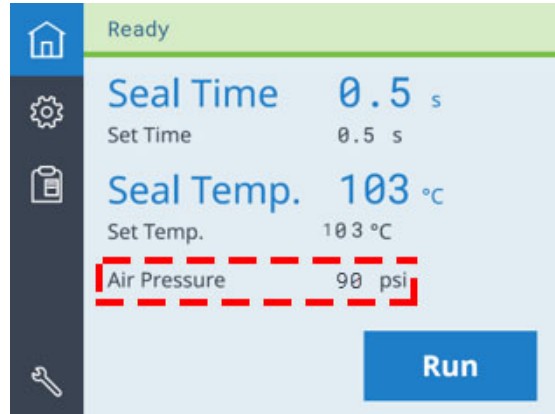 Ready
Seal Time 0.5 s
Set Time 0.5 s
Seal Temp. 103 °C
Set Temp. 103 °C
Air Pressure 90 psi
Run